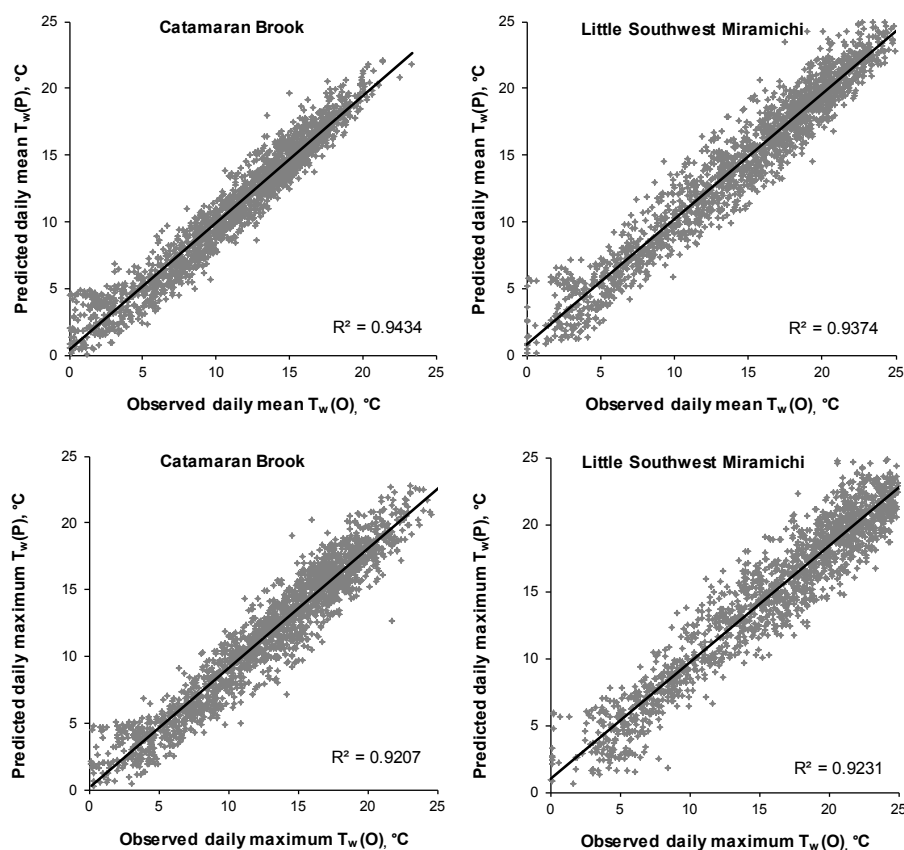 Catamaran Brook
25
20
15
10
5
0
Predicted daily mean Tw(P), °C
R² = 0.9434
0 5 10 15 20 25
Observed daily mean Tw(O), °C
Little Southwest Miramichi
25
20
15
10
5
0
Predicted daily mean Tw(P), °C
R² = 0.9374
0 5 10 15 20 25
Observed daily mean Tw(O), °C
Catamaran Brook
25
20
15
10
5
0
Predicted daily maximum Tw(P), °C
R² = 0.9207
0 5 10 15 20 25
Observed daily maximum Tw(O), °C
Little Southwest Miramichi
25
20
15
10
5
0
Predicted daily maximum Tw(P), °C
R² = 0.9231
0 5 10 15 20 25
Observed daily maximum Tw(O), °C